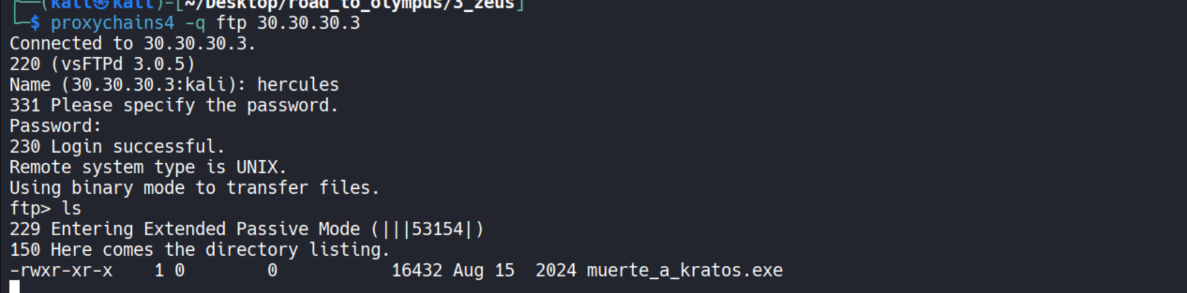 ┌──(kali㉿kali)-[~/Desktop/road_to_olympus/3_zeus]
└─$ proxychains4 -q ftp 30.30.30.3
Connected to 30.30.30.3.
220 (vsFTPd 3.0.5)
Name (30.30.30.3:kali): hercules
331 Please specify the password.
Password:
230 Login successful.
Remote system type is UNIX.
Using binary mode to transfer files.
ftp> ls
229 Entering Extended Passive Mode (|||53154|)
150 Here comes the directory listing.
-rwxr-xr-x    1 0        0           16432 Aug 15  2024 muerte_a_kratos.exe